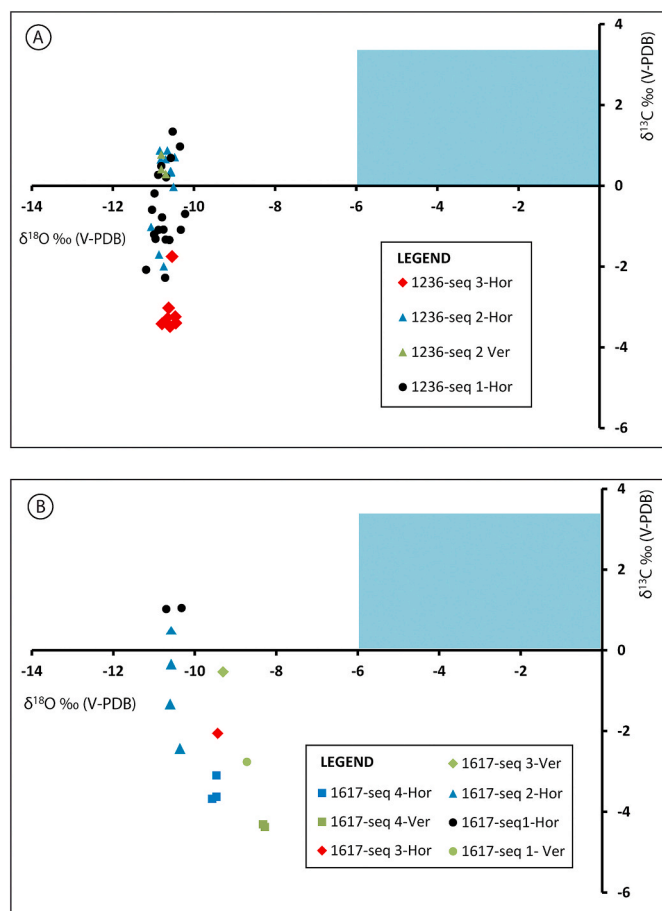 A
4
2
0
-2
-4
-6
δ¹³C ‰ (V-PDB)
-14 -12 -10 -8 -6 -4 -2
δ¹⁸O ‰ (V-PDB)
LEGEND
1236-seq 3-Hor
1236-seq 2-Hor
1236-seq 2 Ver
1236-seq 1-Hor
B
4
2
0
-2
-4
-6
δ¹³C ‰ (V-PDB)
-14 -12 -10 -8 -6 -4 -2
δ¹⁸O ‰ (V-PDB)
LEGEND
1617-seq 4-Hor
1617-seq 4-Ver
1617-seq 3-Hor
1617-seq 3-Ver
1617-seq 2-Hor
1617-seq1-Hor
1617-seq 1- Ver